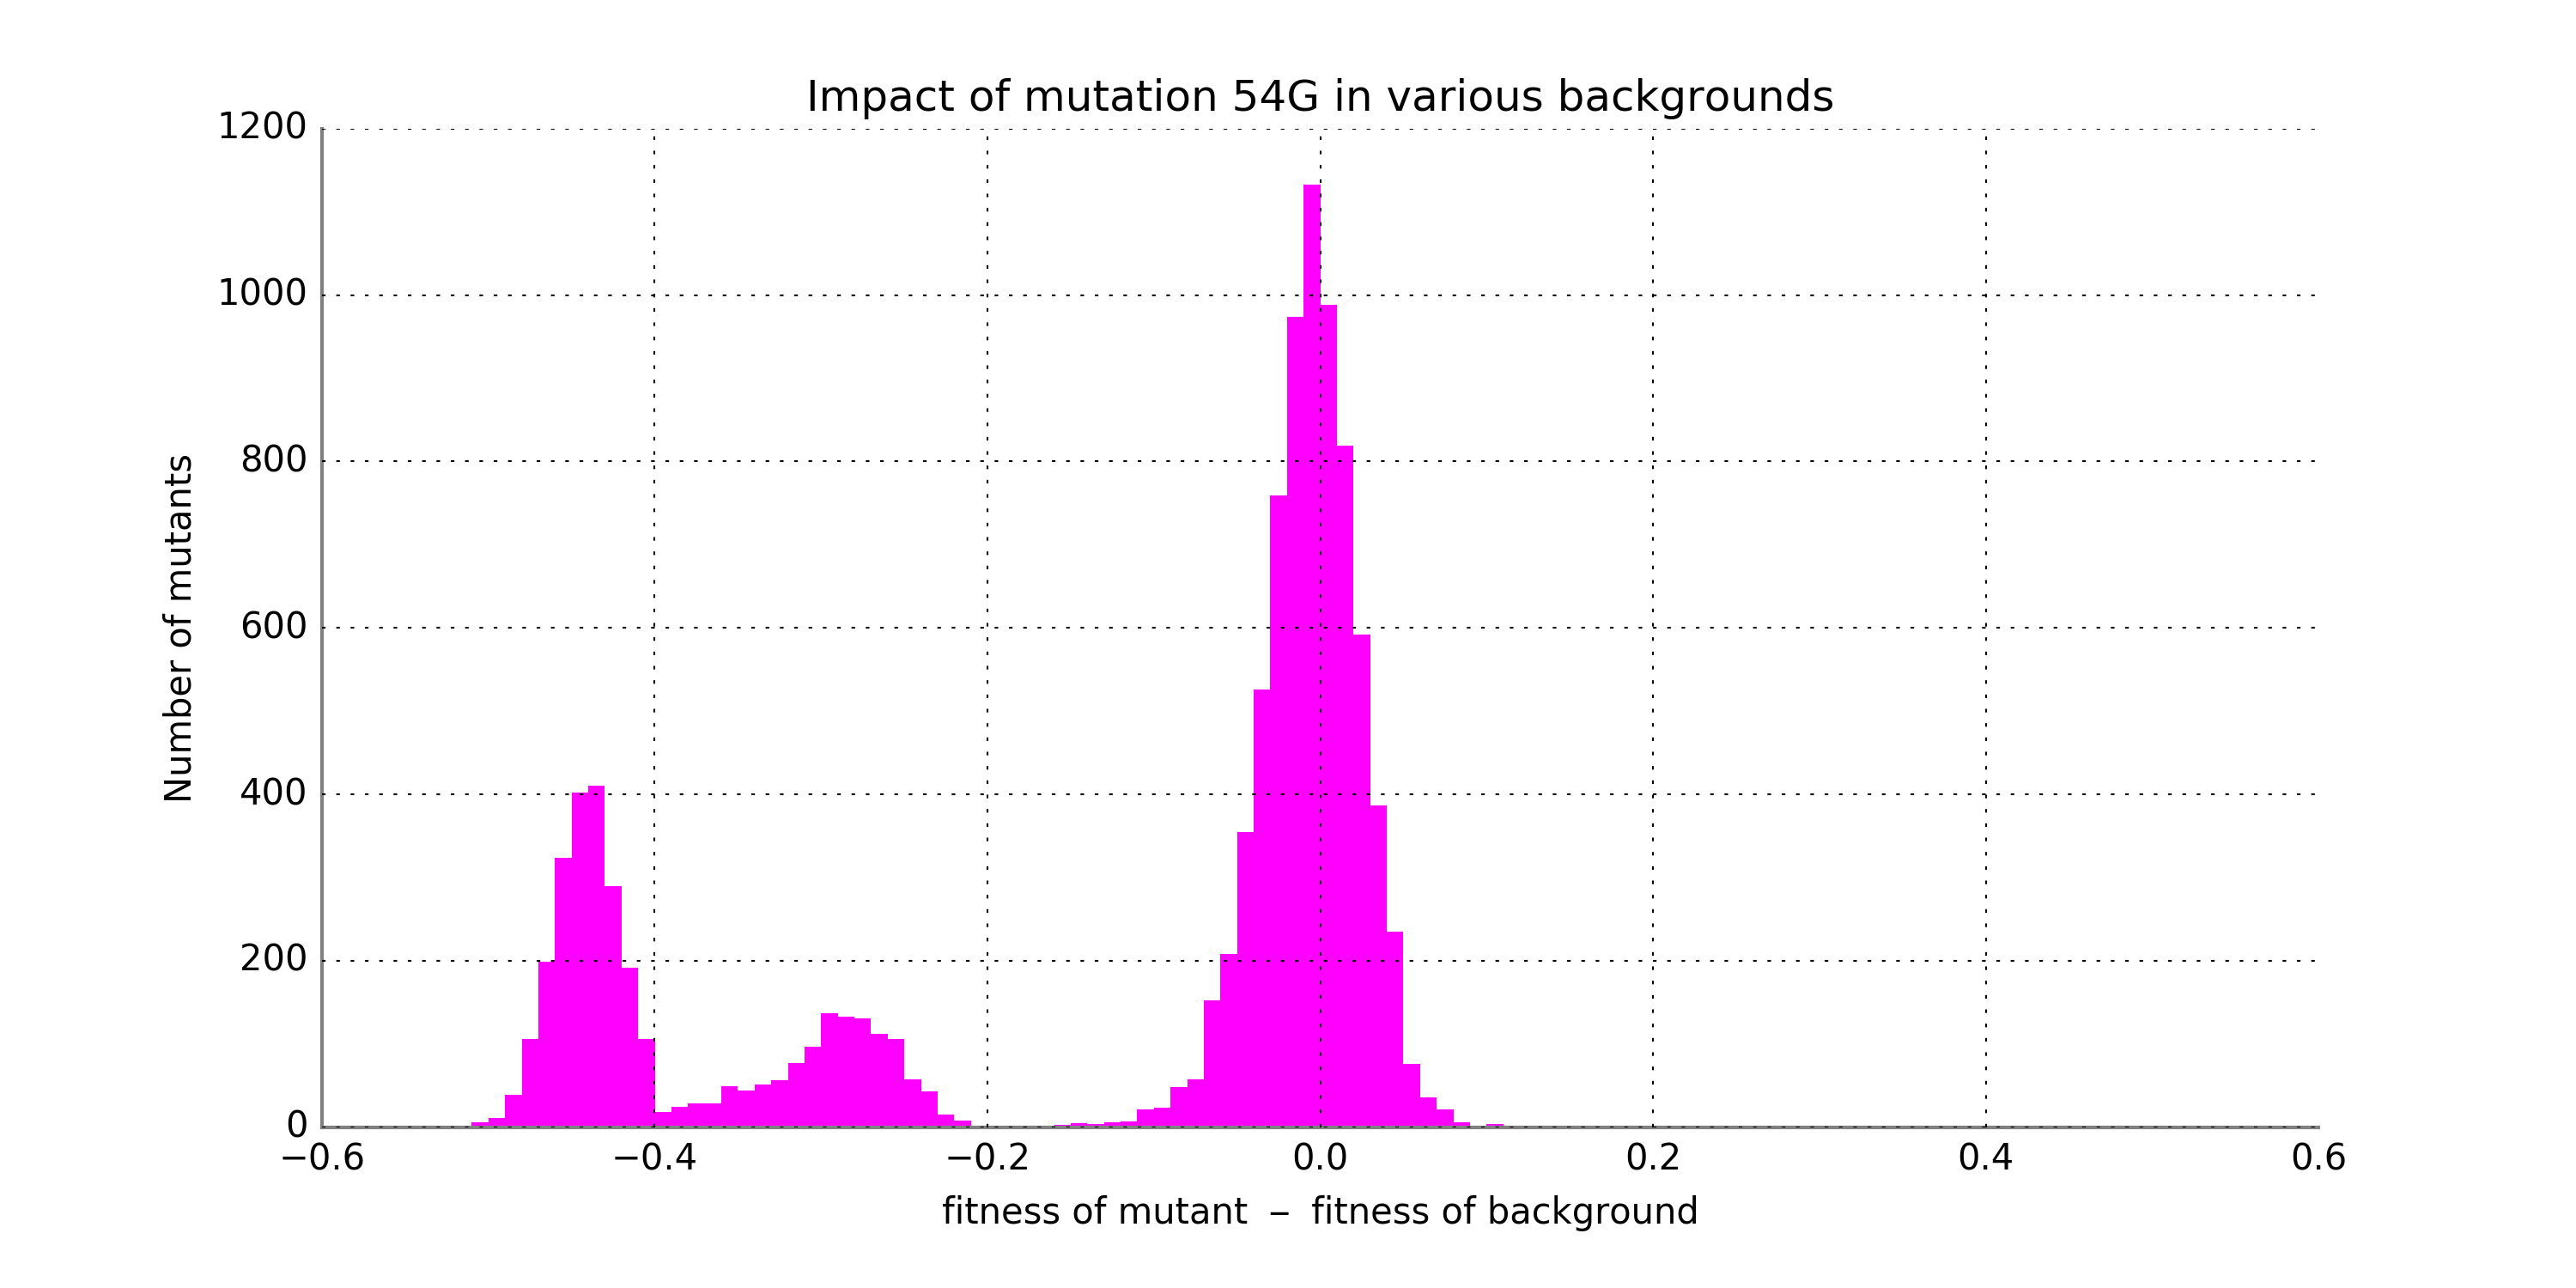 Impact of mutation 54G in various backgrounds
1200
1000
800
600
400
200
0
Number of mutants
−0.6 −0.4 −0.2 0.0 0.2 0.4 0.6
fitness of mutant − fitness of background